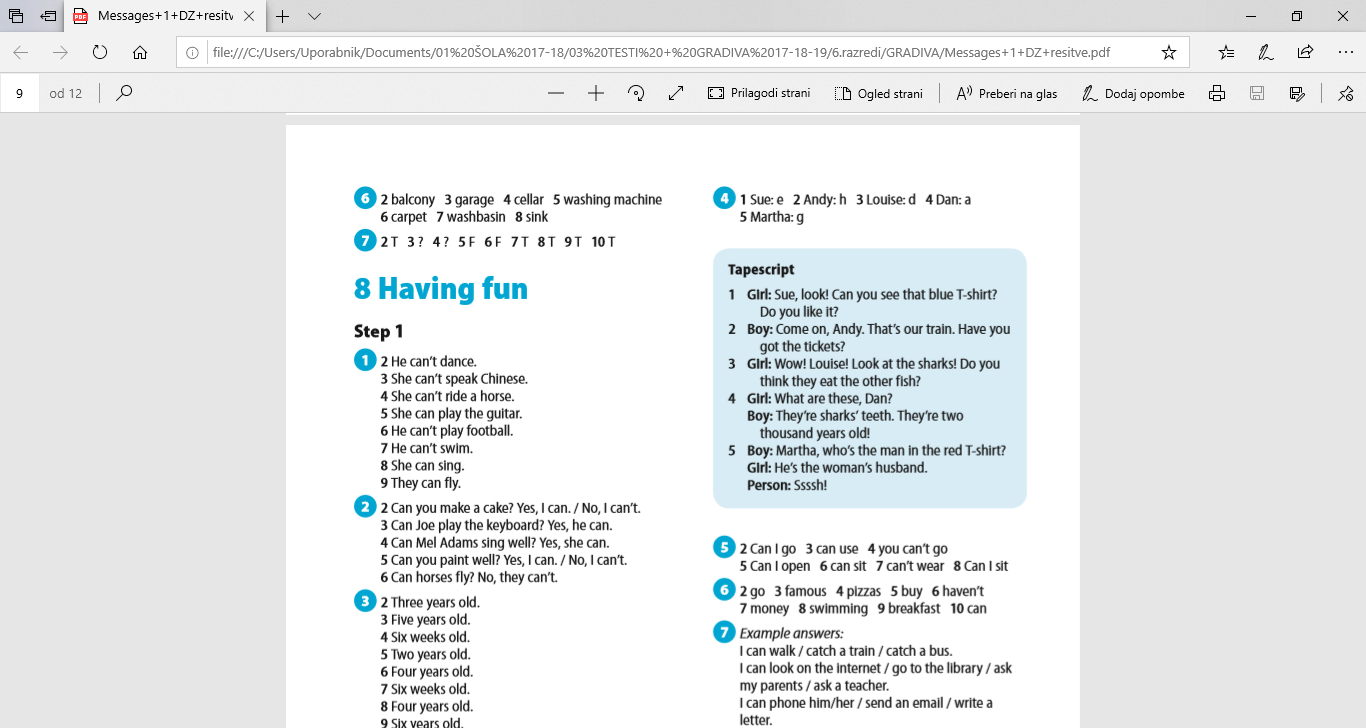 Messages+1+DZ+resitv
file:///C:/Users/Uporabnik/Documents/01%20ŠOLA%2017-18/03%20TESTI%20+%20GRADIVA%2017-18-19/6.razredi/GRADIVA/Messages+1+DZ+resitve.pdf
9 od 12 Prilagodi strani Ogled strani Preberi na glas Dodaj opombe
6 2 balcony 3 garage 4 cellar 5 washing machine
6 carpet 7 washbasin 8 sink
7 2 T 3 ? 4 ? 5 F 6 F 7 T 8 T 9 T 10 T
8 Having fun
Step 1
1 2 He can't dance.
3 She can't speak Chinese.
4 She can't ride a horse.
5 She can play the guitar.
6 He can't play football.
7 He can't swim.
8 She can sing.
9 They can fly.
2 2 Can you make a cake? Yes, I can. / No, I can't.
3 Can Joe play the keyboard? Yes, he can.
4 Can Mel Adams sing well? Yes, she can.
5 Can you paint well? Yes, I can. / No, I can't.
6 Can horses fly? No, they can't.
3 2 Three years old.
3 Five years old.
4 Six weeks old.
5 Two years old.
6 Four years old.
7 Six weeks old.
8 Four years old.
9 Six years old.
4 1 Sue: e 2 Andy: h 3 Louise: d 4 Dan: a
5 Martha: g
Tapescript
1 Girl: Sue, look! Can you see that blue T-shirt?
Do you like it?
2 Boy: Come on, Andy. That's our train. Have you
got the tickets?
3 Girl: Wow! Louise! Look at the sharks! Do you
think they eat the other fish?
4 Girl: What are these, Dan?
Boy: They're sharks' teeth. They're two
thousand years old!
5 Boy: Martha, who's the man in the red T-shirt?
Girl: He's the woman's husband.
Person: Ssssh!
5 2 Can I go 3 can use 4 you can't go
5 Can I open 6 can sit 7 can't wear 8 Can I sit
6 2 go 3 famous 4 pizzas 5 buy 6 haven't
7 money 8 swimming 9 breakfast 10 can
7 Example answers:
I can walk / catch a train / catch a bus.
I can look on the internet / go to the library / ask
my parents / ask a teacher.
I can phone him/her / send an email / write a
letter.